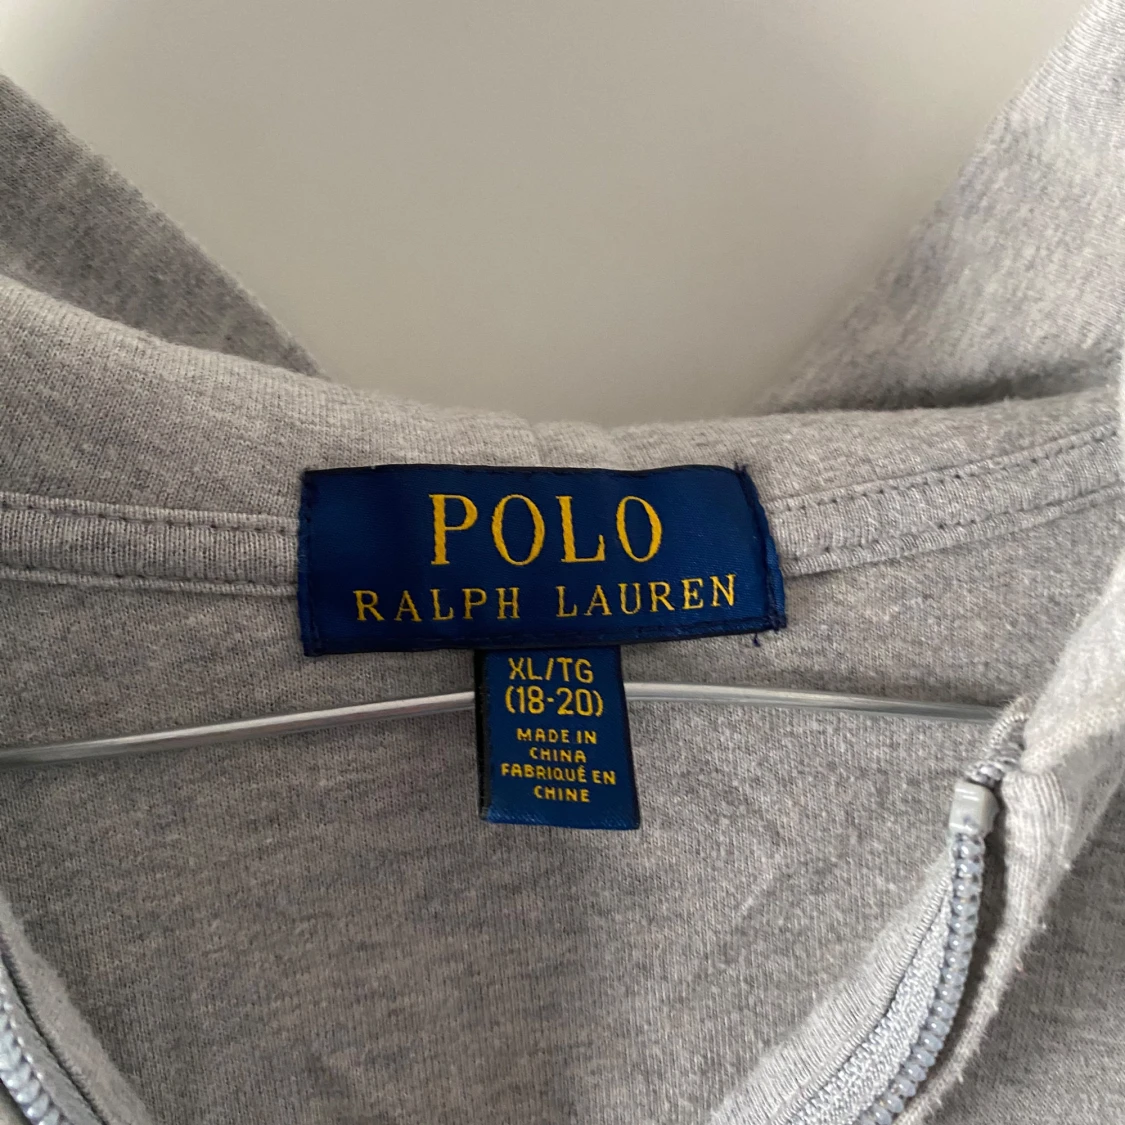 POLO
RALPH LAUREN
XL/TG
(18-20)
MADE IN
CHINA
FABRIQUÉ EN
CHINE